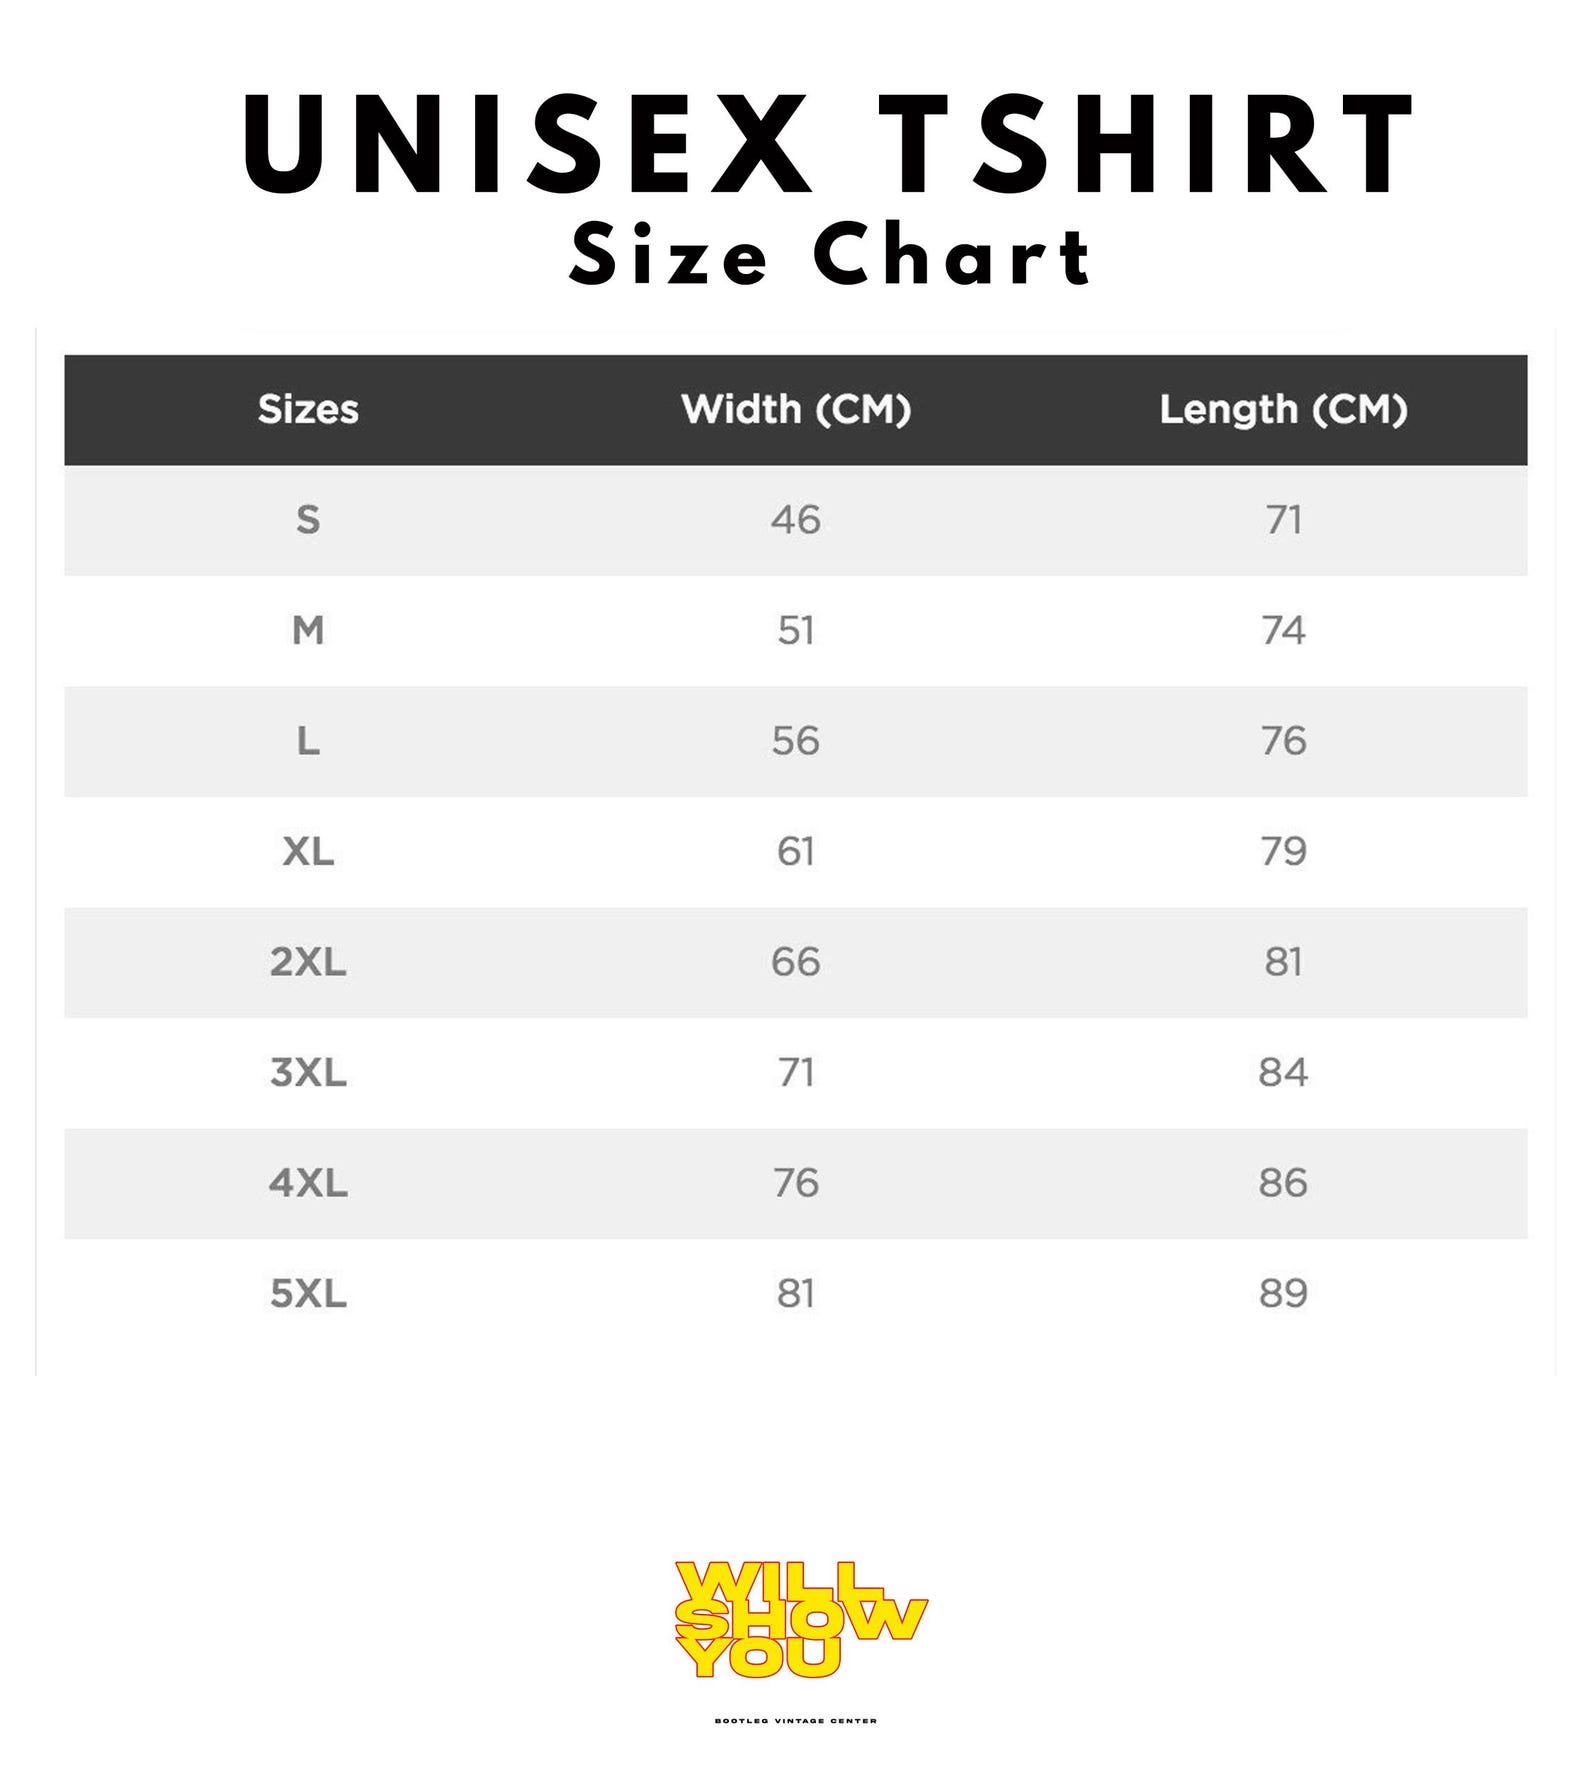 UNISEX TSHIRT
Size Chart
Sizes Width (CM) Length (CM)
S 46 71
M 51 74
L 56 76
XL 61 79
2XL 66 81
3XL 71 84
4XL 76 86
5XL 81 89
WILL
SHOW
YOU
BOOTLEG VINTAGE CENTER